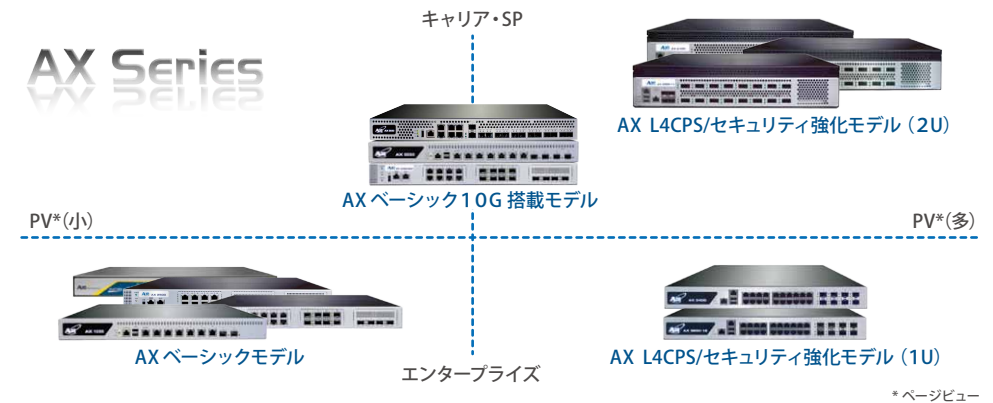 キャリア・SP
AX Series
AX L4CPS/セキュリティ強化モデル（2U）
AX ベーシック10G 搭載モデル
PV*（小）
PV*（多）
AX ベーシックモデル
AX L4CPS/セキュリティ強化モデル（1U）
エンタープライズ
* ページビュー